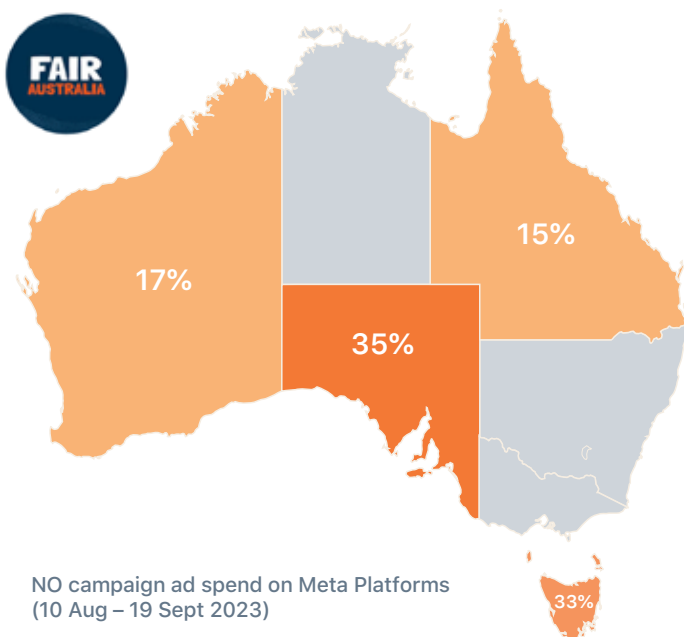 FAIR
AUSTRALIA
17%
15%
35%
33%
NO campaign ad spend on Meta Platforms
(10 Aug – 19 Sept 2023)